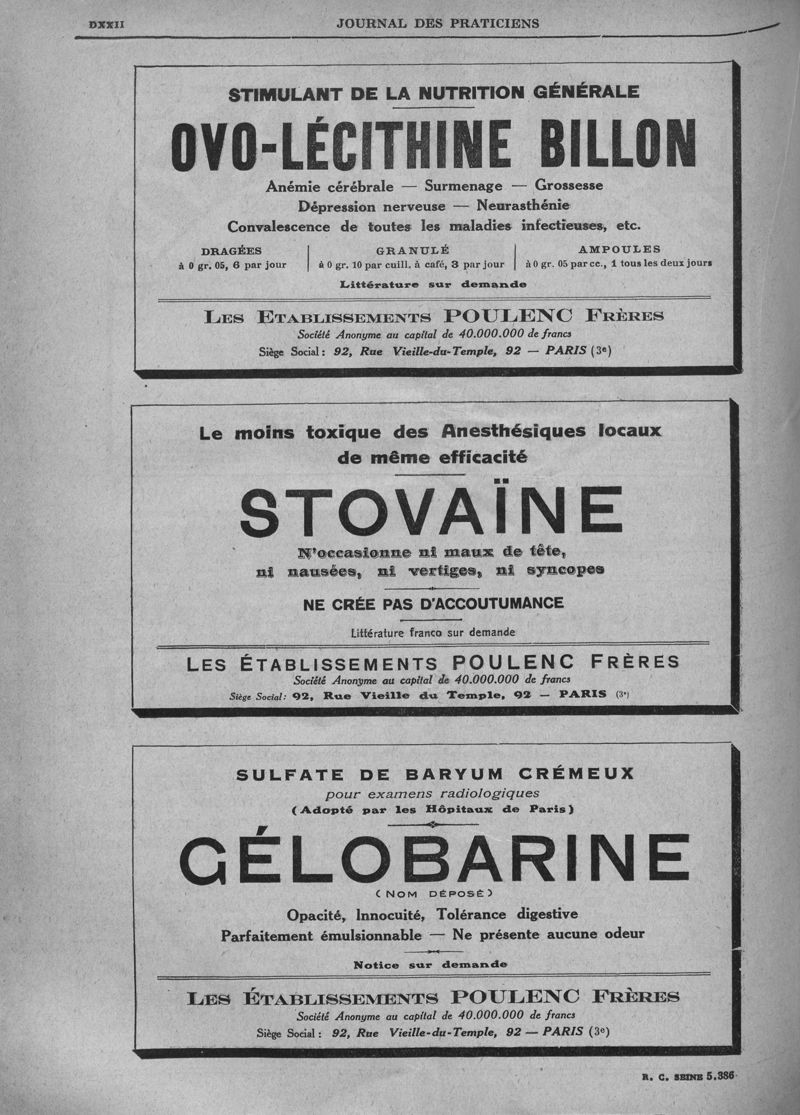 DXXII
JOURNAL DES PRATICIENS
STIMULANT DE LA NUTRITION GÉNÉRALE
OVO-LÉCITHINE BILLON
Anémie cérébrale — Surmenage — Grossesse
Dépression nerveuse — Neurasthénie
Convalescence de toutes les maladies infectieuses, etc.
DRAGÉES
à 0 gr. 05, 6 par jour
GRANULÉ
à 0 gr. 10 par cuill. à café, 3 par jour
AMPOULES
à 0 gr. 05 par cc., 1 tous les deux jours
Littérature sur demande
LES ETABLISSEMENTS POULENC FRÈRES
Société Anonyme au capital de 40.000.000 de francs
Siège Social : 92, Rue Vieille-du-Temple, 92 — PARIS (3e)
Le moins toxique des Anesthésiques locaux
de même efficacité
STOVAÏNE
N'occasionne ni maux de tête,
ni nausées, ni vertiges, ni syncopes
NE CRÉE PAS D'ACCOUTUMANCE
Littérature franco sur demande
LES ÉTABLISSEMENTS POULENC FRÈRES
Société Anonyme au capital de 40.000.000 de francs
Siège Social : 92, Rue Vieille du Temple, 92 — PARIS (3e)
SULFATE DE BARYUM CRÉMEUX
pour examens radiologiques
(Adopté par les Hôpitaux de Paris)
GÉLOBARINE
(NOM DÉPOSÉ)
Opacité, Innocuité, Tolérance digestive
Parfaitement émulsionnable — Ne présente aucune odeur
Notice sur demande
LES ÉTABLISSEMENTS POULENC FRÈRES
Société Anonyme au capital de 40.000.000 de francs
Siège Social : 92, Rue Vieille-du-Temple, 92 — PARIS (3e)
R. C. SEINE 5.386